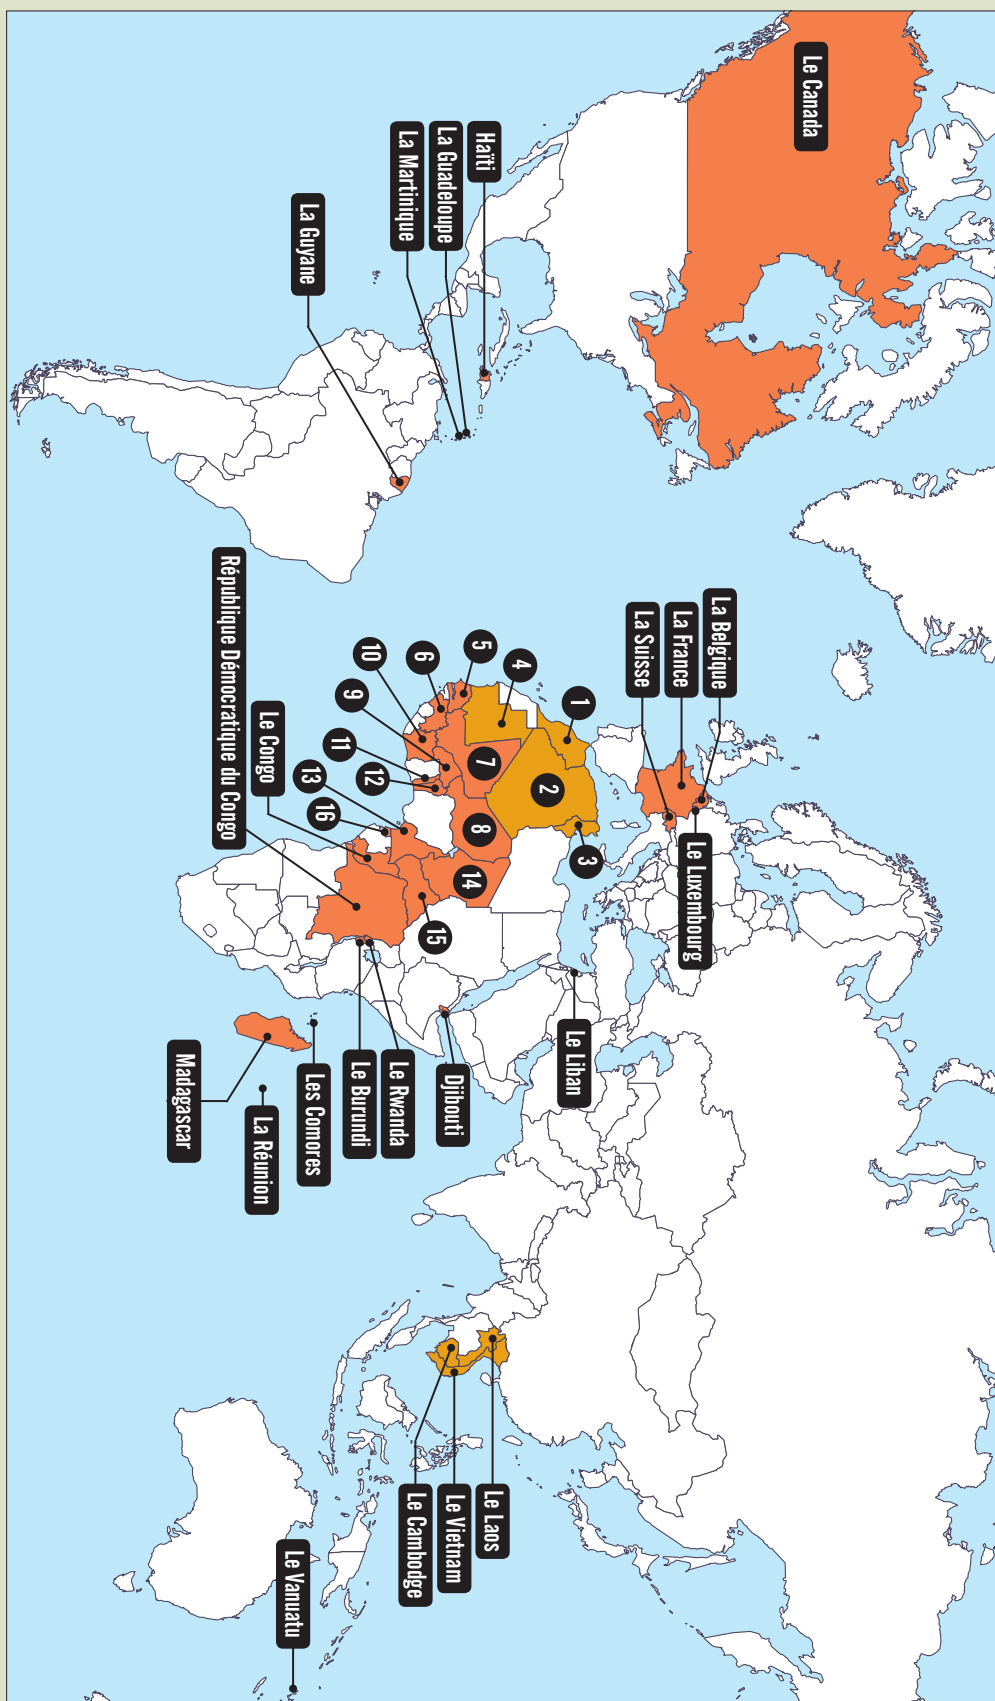 Le Canada
Haïti
La Guadeloupe
La Martinique
La Guyane
La Belgique
La France
La Suisse
Le Luxembourg
1
2
3
4
5
6
7
8
9
10
11
12
13
14
15
16
Le Congo
République Démocratique du Congo
Le Liban
Djibouti
Le Rwanda
Le Burundi
Les Comores
La Réunion
Madagascar
Le Laos
Le Vietnam
Le Cambodge
Le Vanuatu